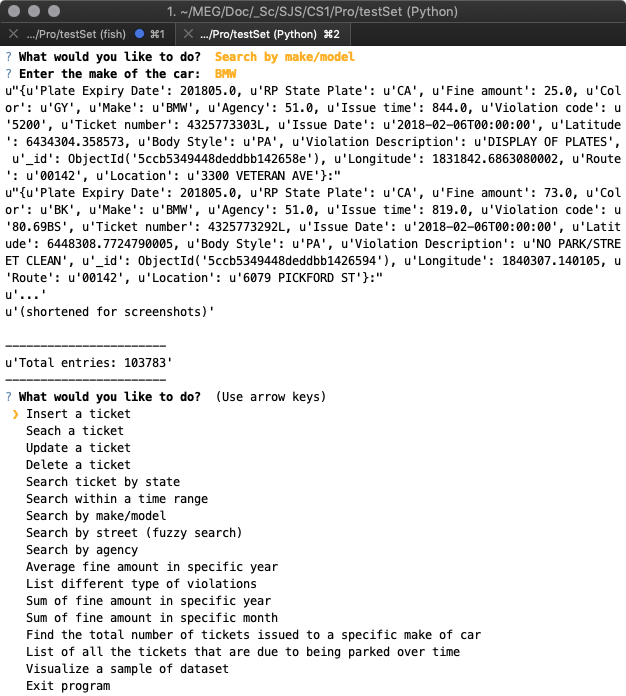 1. ~/MEG/Doc/_Sc/SJS/CS1/Pro/testSet (Python)
.../Pro/testSet (fish) ⌘1 .../Pro/testSet (Python) ⌘2
? What would you like to do? Search by make/model
? Enter the make of the car: BMW
u"{u'Plate Expiry Date': 201805.0, u'RP State Plate': u'CA', u'Fine amount': 25.0, u'Col
or': u'GY', u'Make': u'BMW', u'Agency': 51.0, u'Issue time': 844.0, u'Violation code': u
'5200', u'Ticket number': 4325773303L, u'Issue Date': u'2018-02-06T00:00:00', u'Latitude
': 6434304.358573, u'Body Style': u'PA', u'Violation Description': u'DISPLAY OF PLATES',
 u'_id': ObjectId('5ccb5349448deddbb142658e'), u'Longitude': 1831842.6863080002, u'Route
': u'00142', u'Location': u'3300 VETERAN AVE'}:"
u"{u'Plate Expiry Date': 201805.0, u'RP State Plate': u'CA', u'Fine amount': 73.0, u'Col
or': u'BK', u'Make': u'BMW', u'Agency': 51.0, u'Issue time': 819.0, u'Violation code': u
'80.69BS', u'Ticket number': 4325773292L, u'Issue Date': u'2018-02-06T00:00:00', u'Latit
ude': 6448308.7724790005, u'Body Style': u'PA', u'Violation Description': u'NO PARK/STRE
ET CLEAN', u'_id': ObjectId('5ccb5349448deddbb1426594'), u'Longitude': 1840307.140105, u
'Route': u'00142', u'Location': u'6079 PICKFORD ST'}:"
u'...'
u'(shortened for screenshots)'
-----------------------
u'Total entries: 103783'
-----------------------
? What would you like to do? (Use arrow keys)
❯ Insert a ticket
Seach a ticket
Update a ticket
Delete a ticket
Search ticket by state
Search within a time range
Search by make/model
Search by street (fuzzy search)
Search by agency
Average fine amount in specific year
List different type of violations
Sum of fine amount in specific year
Sum of fine amount in specific month
Find the total number of tickets issued to a specific make of car
List of all the tickets that are due to being parked over time
Visualize a sample of dataset
Exit program